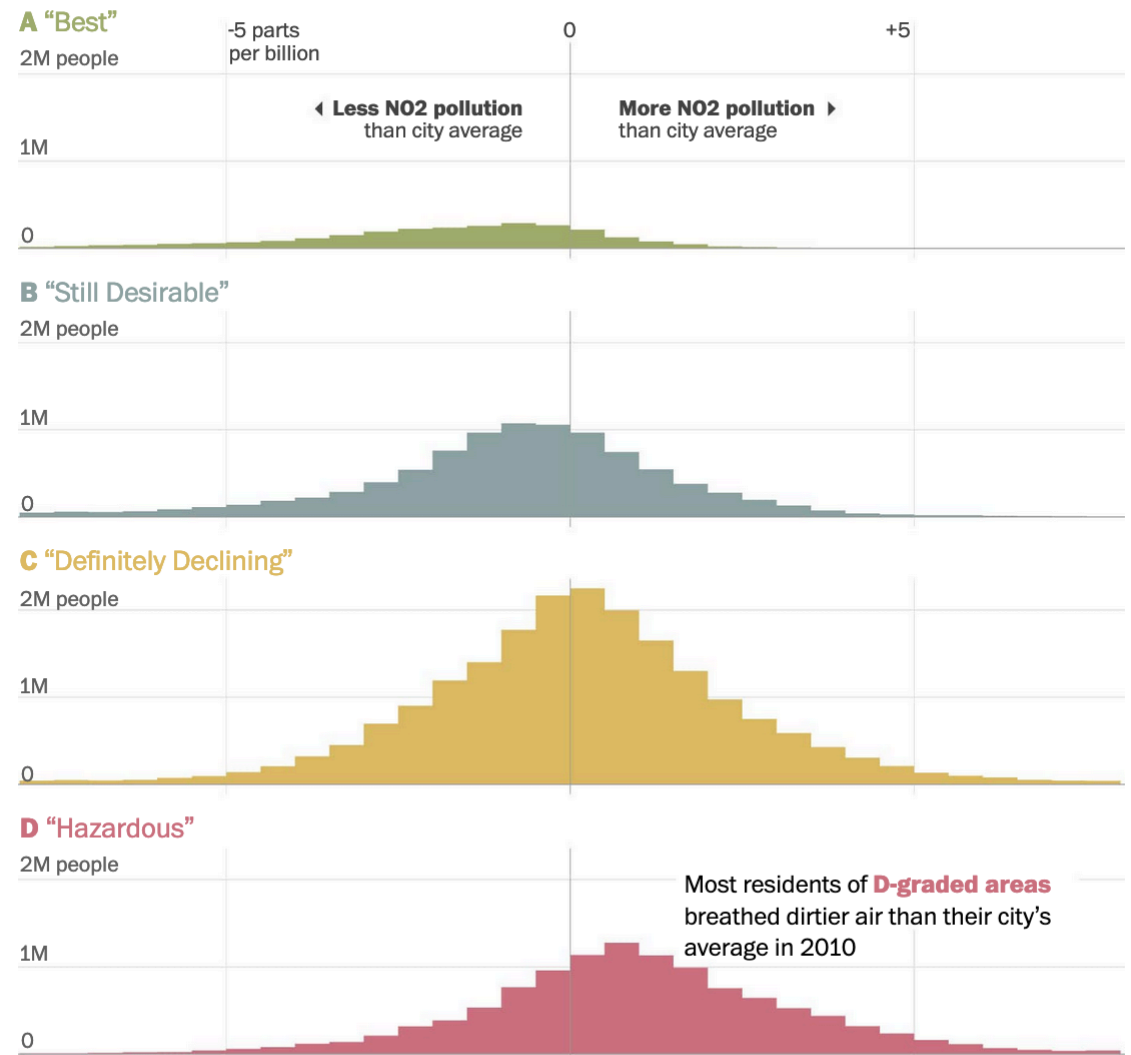 A “Best”
-5 parts
per billion
0
+5
2M people
◀ Less NO2 pollution
than city average
More NO2 pollution ▶
than city average
1M
0
B “Still Desirable”
2M people
1M
0
C “Definitely Declining”
2M people
1M
0
D “Hazardous”
2M people
Most residents of D-graded areas
breathed dirtier air than their city’s
average in 2010
1M
0